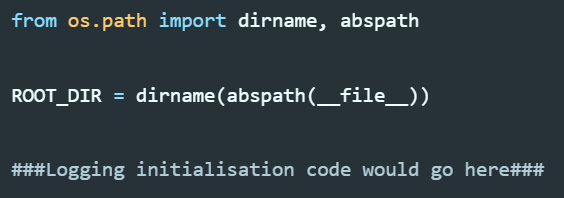 from os.path import dirname, abspath
ROOT_DIR = dirname(abspath(__file__))
###Logging initialisation code would go here###